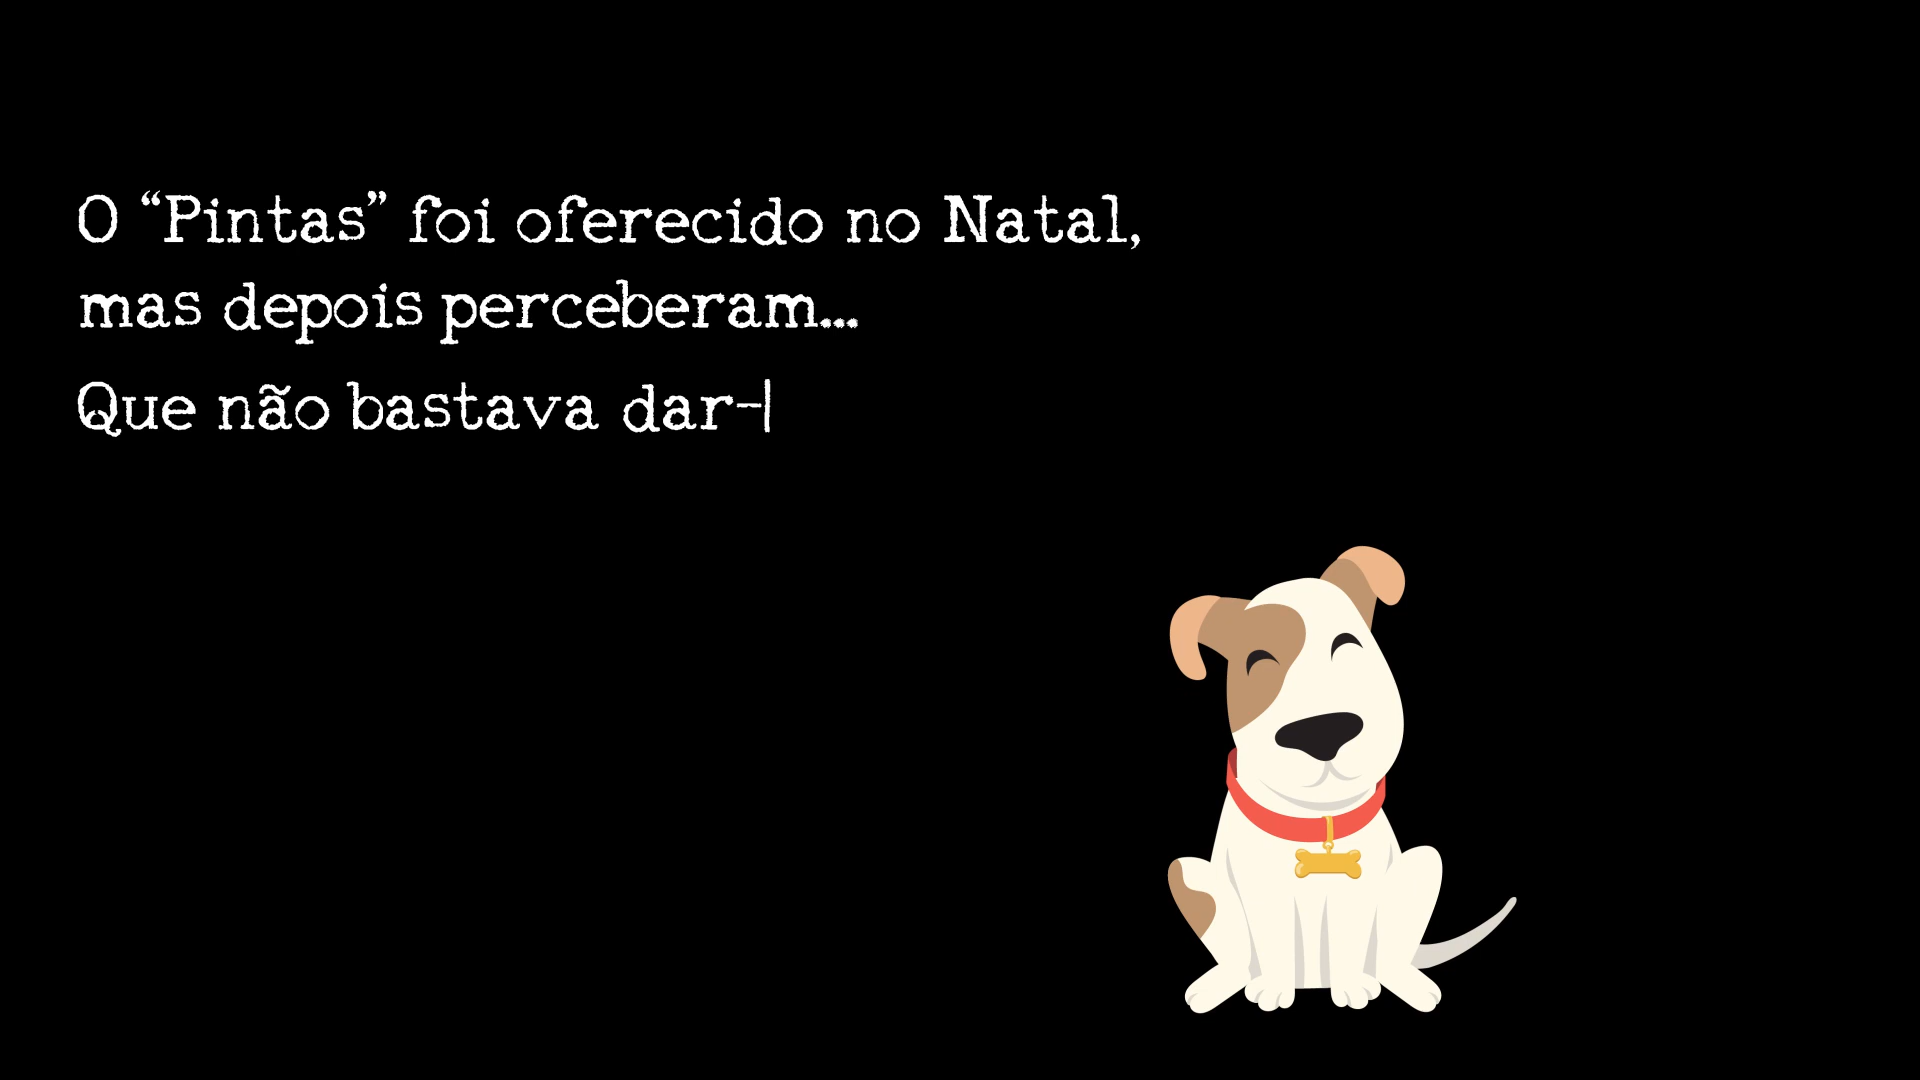 O “Pintas” foi oferecido no Natal,
mas depois perceberam...
Que não bastava dar-|